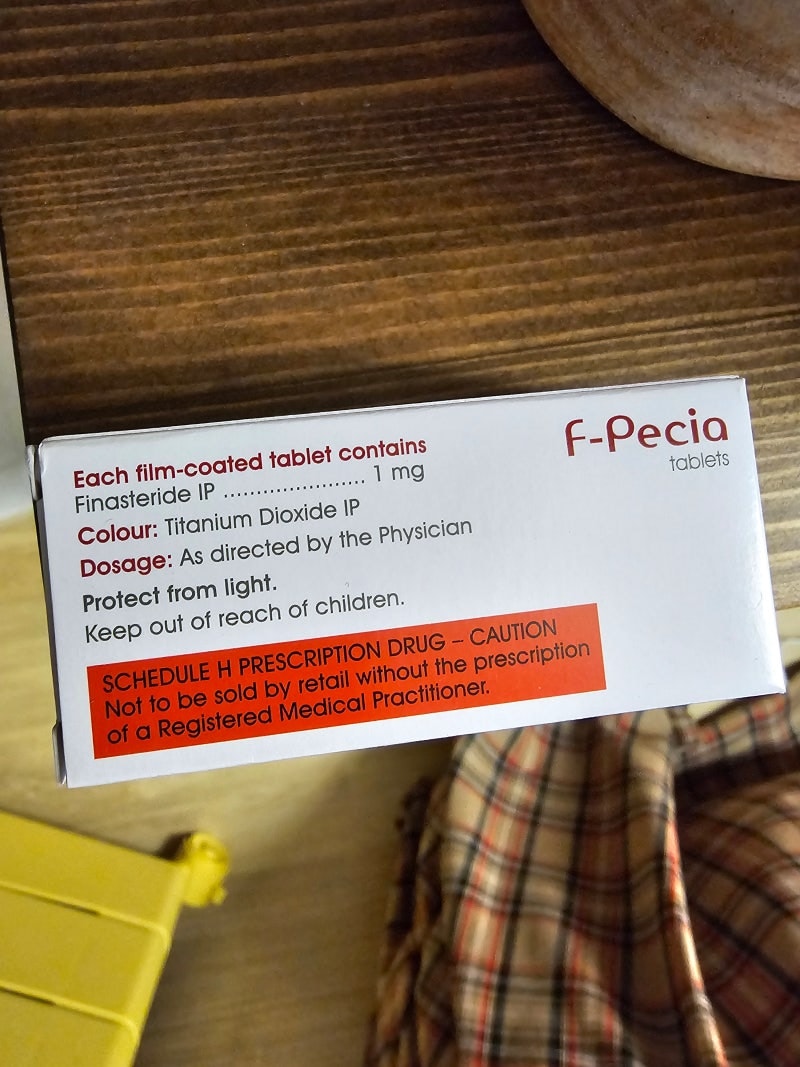 Each film-coated tablet contains
Finasteride IP ...................... 1 mg
Colour: Titanium Dioxide IP
Dosage: As directed by the Physician
Protect from light.
Keep out of reach of children.
SCHEDULE H PRESCRIPTION DRUG – CAUTION
Not to be sold by retail without the prescription
of a Registered Medical Practitioner.
F-Pecia
tablets